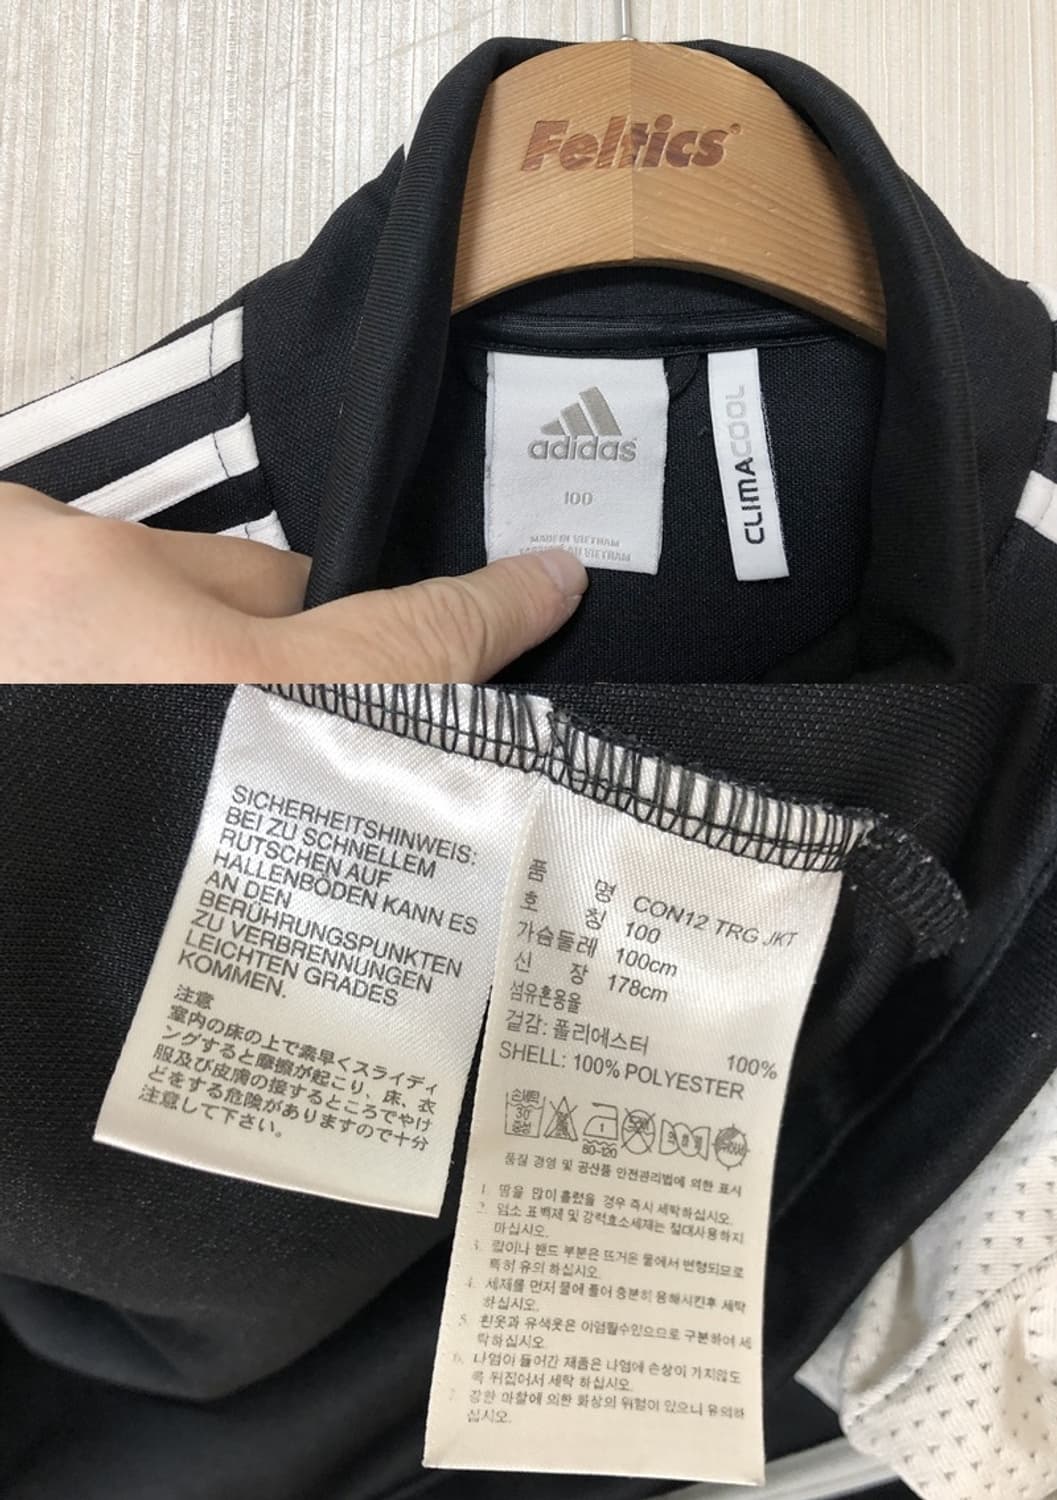 Feltics
adidas
100
MADE IN VIETNAM
AU VIETNAM
CLIMACOOL
SICHERHEITSHINWEIS:
BEI ZU SCHNELLEM
RUTSCHEN AUF
HALLENBÖDEN KANN ES
AN DEN
BERÜHRUNGSPUNKTEN
ZU VERBRENNUNGEN
LEICHTEN GRADES
KOMMEN.
注意
室内の床の上で素早くスライディ
ングすると摩擦が起こり、床、衣
服及び皮膚の接するところでやけ
どをする危険がありますので十分
注意して下さい。
품 명 CON12 TRG JKT
호 칭 100
가슴둘레 100cm
신 장 178cm
섬유혼용율
겉감: 폴리에스터 100%
SHELL: 100% POLYESTER
손세탁
30
중성
1
80-120
품질 경영 및 공산품 안전관리법에 의한 표시
1. 땀을 많이 흘렸을 경우 즉시 세탁하십시오.
2. 염소 표백제 및 강력효소세제는 절대사용하지
마십시오.
3. 립이나 밴드 부분은 뜨거운 물에서 변형되므로
특히 유의 하십시오.
4. 세제를 먼저 물에 풀어 충분히 용해시킨후 세탁
하십시오.
5. 흰옷과 유색옷은 이염될수있으므로 구분하여 세
탁하십시오.
6. 나염이 들어간 제품은 나염에 손상이 가지않도
록 뒤집어서 세탁 하십시오.
7. 강한 마찰에 의한 화상의 위험이 있으니 유의하
십시오.